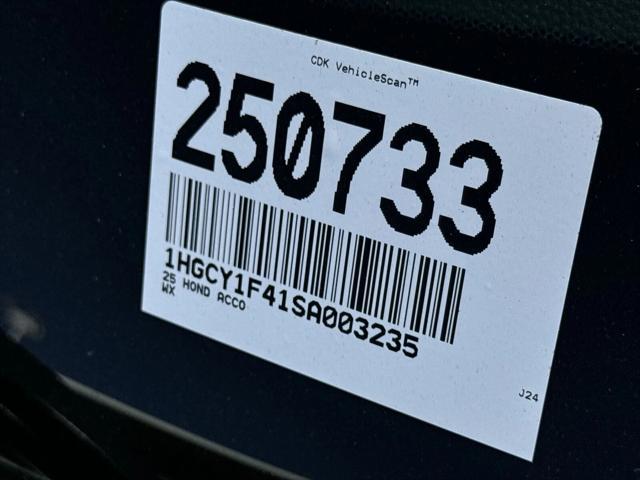 CDK VehicleScan™
250733
1HGCY1F41SA003235
25 HOND ACCO
WX
J24